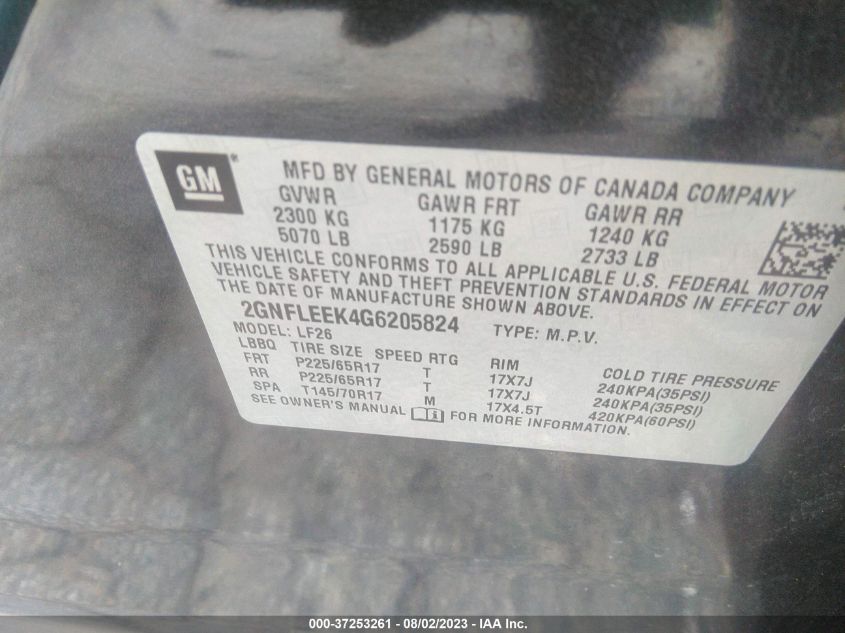 GM ® MFD BY GENERAL MOTORS OF CANADA COMPANY
GVWR GAWR FRT GAWR RR
2300 KG 1175 KG 1240 KG
5070 LB 2590 LB 2733 LB
THIS VEHICLE CONFORMS TO ALL APPLICABLE U.S. FEDERAL MOTOR
VEHICLE SAFETY AND THEFT PREVENTION STANDARDS IN EFFECT ON
THE DATE OF MANUFACTURE SHOWN ABOVE.
2GNFLEEK4G6205824 TYPE: M.P.V.
MODEL: LF26
LBBQ TIRE SIZE SPEED RTG RIM COLD TIRE PRESSURE
FRT P225/65R17 T 17X7J 240KPA(35PSI)
RR P225/65R17 T 17X7J 240KPA(35PSI)
SPA T145/70R17 M 17X4.5T 420KPA(60PSI)
SEE OWNER'S MANUAL FOR MORE INFORMATION.
000-37253261 - 08/02/2023 - IAA Inc.